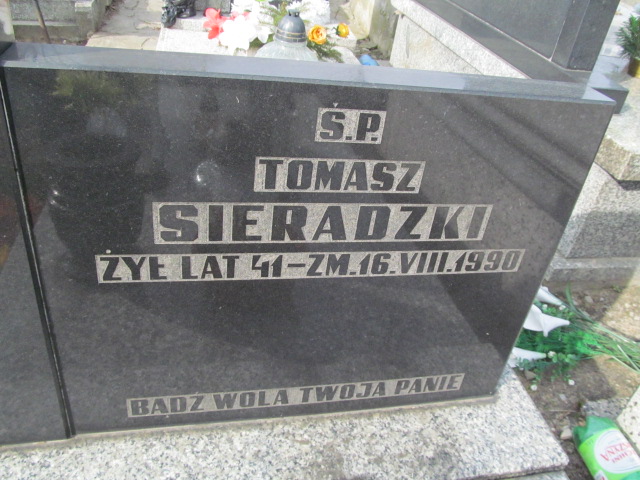 Ś.P.
TOMASZ
SIERADZKI
ŻYŁ LAT 41-ZM.16.VIII.1990
BĄDŹ WOLA TWOJA PANIE